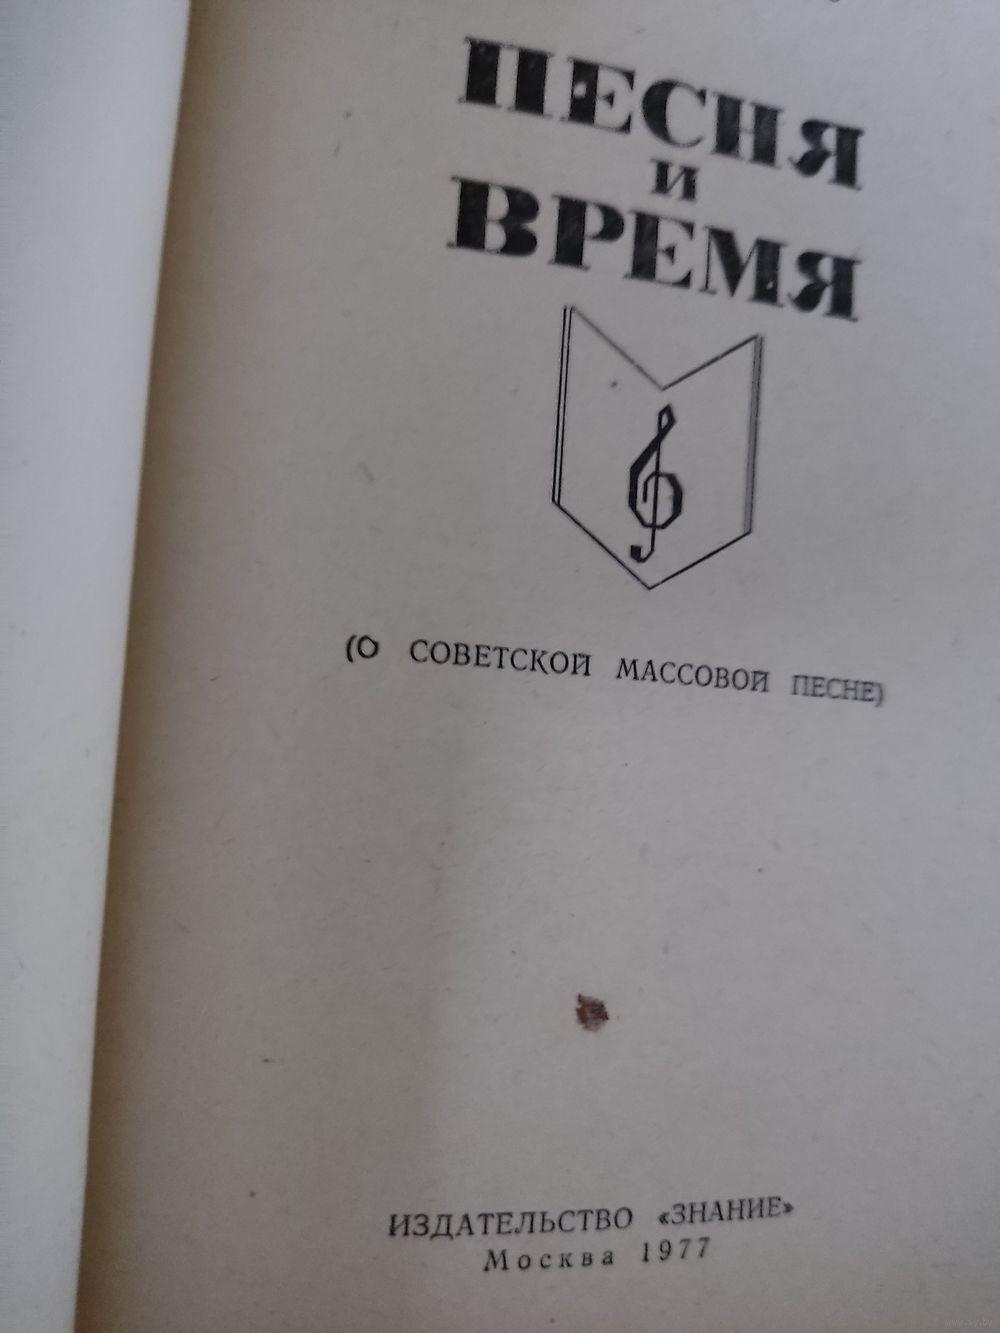 ПЕСНЯ
И
ВРЕМЯ
(О СОВЕТСКОЙ МАССОВОЙ ПЕСНЕ)
ИЗДАТЕЛЬСТВО «ЗНАНИЕ»
Москва 1977